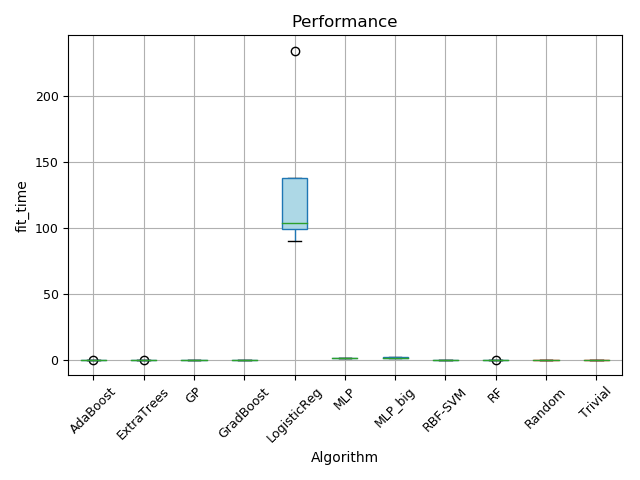 Performance
fit_time
200
150
100
50
0
AdaBoost
ExtraTrees
GP
GradBoost
LogisticReg
MLP
MLP_big
RBF-SVM
RF
Random
Trivial
Algorithm